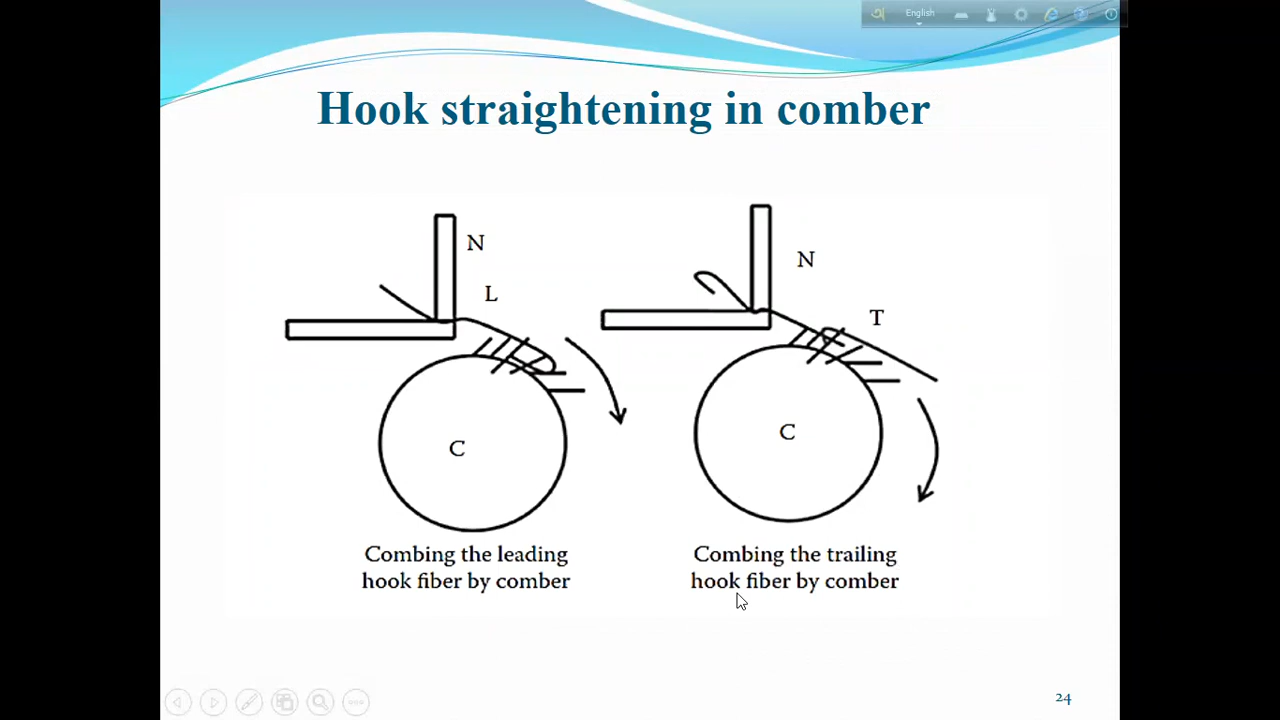 English
Hook straightening in comber
N
L
C
N
T
C
Combing the leading
hook fiber by comber
Combing the trailing
hook fiber by comber
24